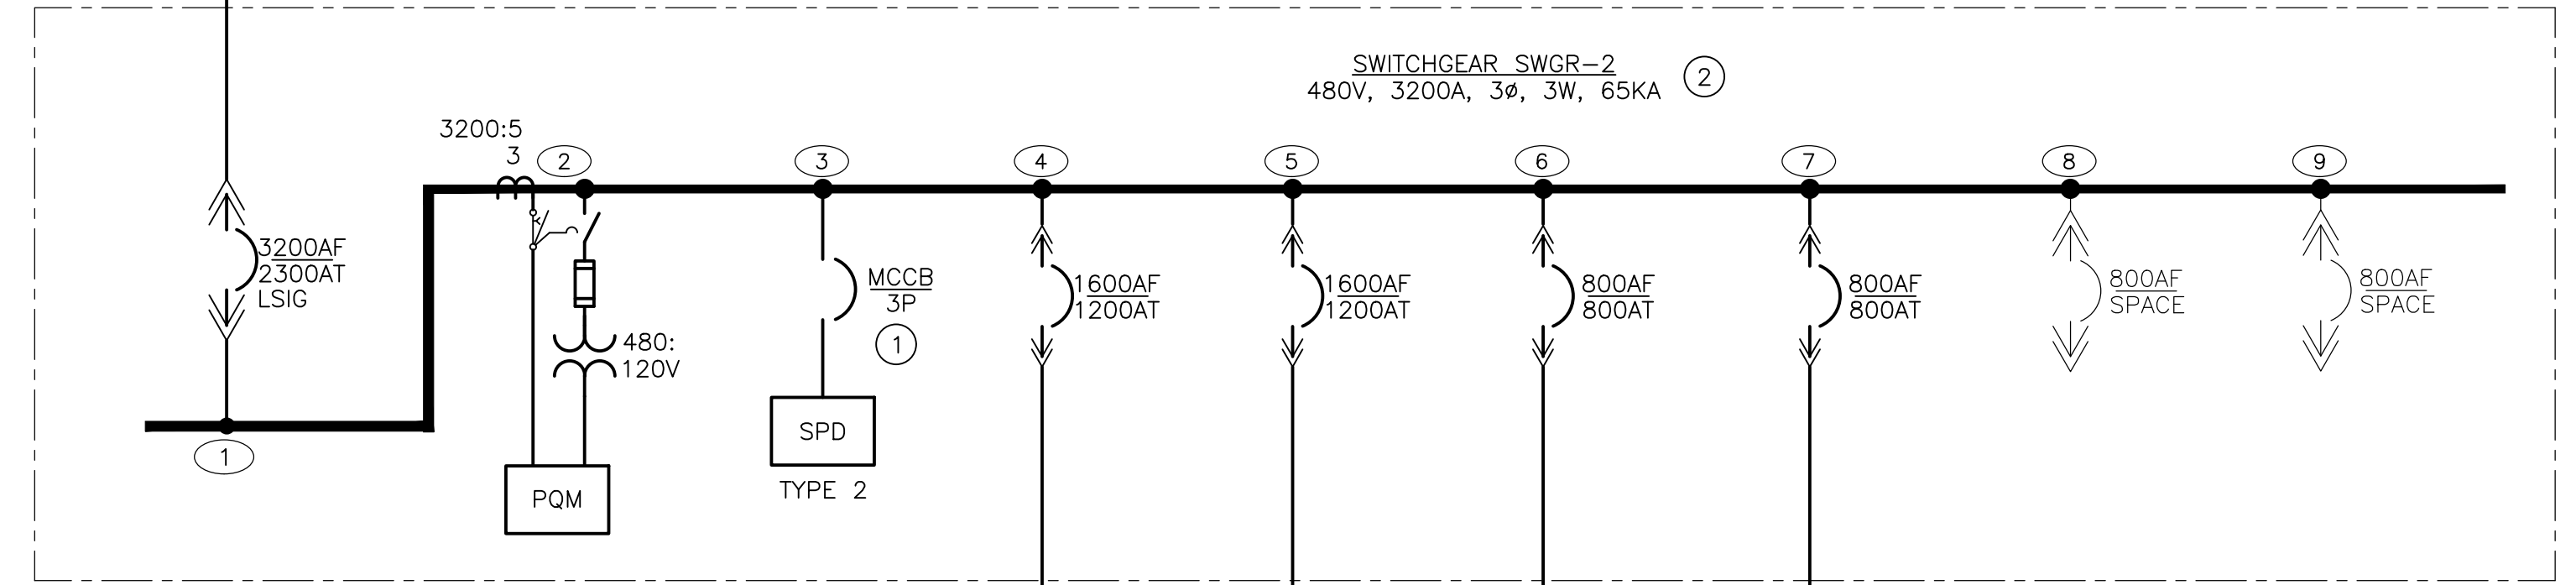 SWITCHGEAR SWGR-2
480V, 3200A, 3ø, 3W, 65KA
2
3200:5
3
2
3
4
5
6
7
8
9
3200AF
2300AT
LSIG
480:
120V
MCCB
3P
1
1600AF
1200AT
1600AF
1200AT
800AF
800AT
800AF
800AT
800AF
SPACE
800AF
SPACE
1
PQM
SPD
TYPE 2